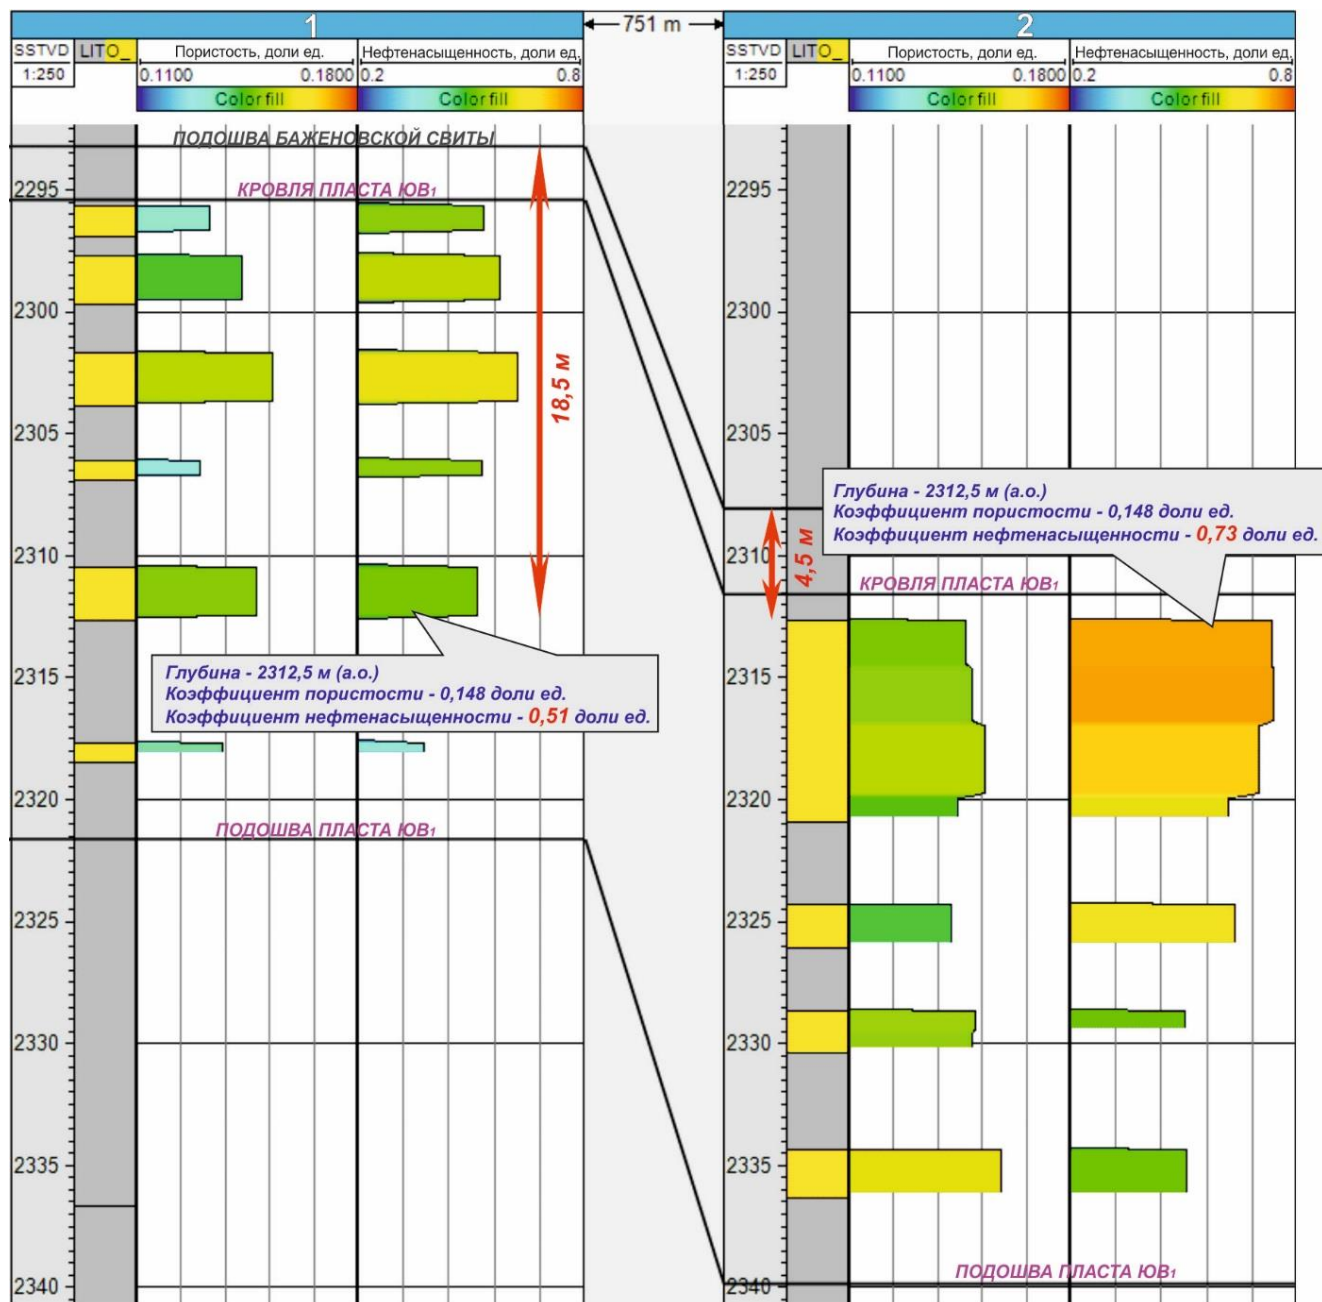 1
751 m
2
SSTVD
LITO_
Пористость, доли ед.
Нефтенасыщенность, доли ед.
1:250
0.1100
0.1800
0.2
0.8
Color fill
Color fill
SSTVD
LITO_
Пористость, доли ед.
Нефтенасыщенность, доли ед.
1:250
0.1100
0.1800
0.2
0.8
Color fill
Color fill
ПОДОШВА БАЖЕНОВСКОЙ СВИТЫ
КРОВЛЯ ПЛАСТА ЮВ₁
2295
2300
2305
2310
2315
2320
2325
2330
2335
2340
18,5 м
Глубина - 2312,5 м (а.о.)
Коэффициент пористости - 0,148 доли ед.
Коэффициент нефтенасыщенности - 0,51 доли ед.
ПОДОШВА ПЛАСТА ЮВ₁
2295
2300
2305
2310
2315
2320
2325
2330
2335
2340
4,5 м
Глубина - 2312,5 м (а.о.)
Коэффициент пористости - 0,148 доли ед.
Коэффициент нефтенасыщенности - 0,73 доли ед.
КРОВЛЯ ПЛАСТА ЮВ₁
ПОДОШВА ПЛАСТА ЮВ₁